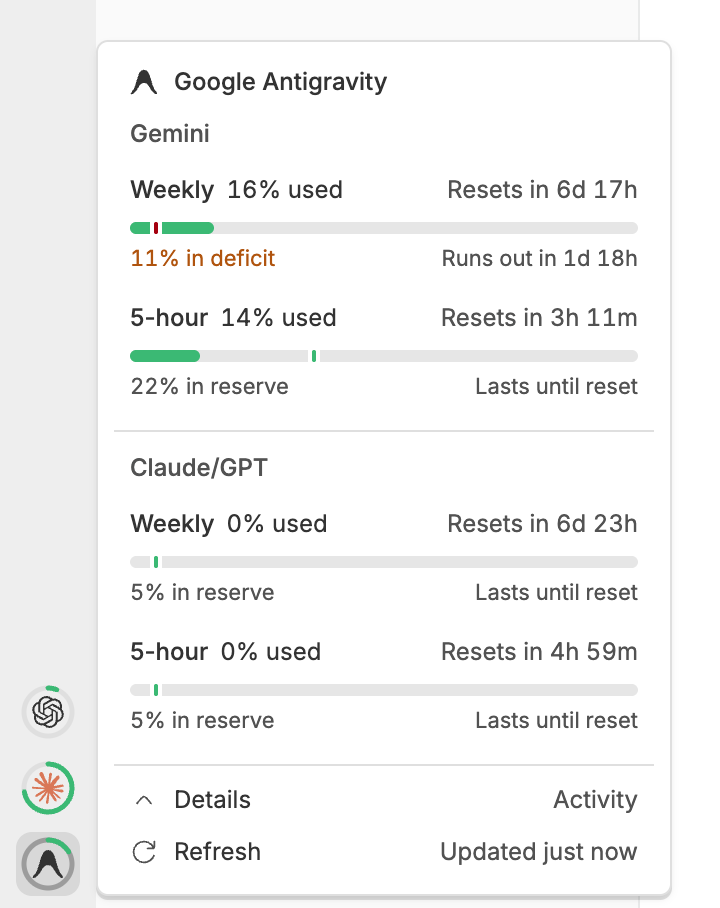 Google Antigravity
Gemini
Weekly 16% used Resets in 6d 17h
11% in deficit Runs out in 1d 18h
5-hour 14% used Resets in 3h 11m
22% in reserve Lasts until reset
Claude/GPT
Weekly 0% used Resets in 6d 23h
5% in reserve Lasts until reset
5-hour 0% used Resets in 4h 59m
5% in reserve Lasts until reset
Details Activity
Refresh Updated just now